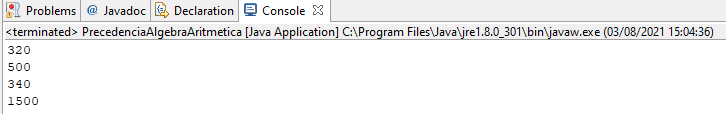 Problems @ Javadoc Declaration Console
<terminated> PrecedenciaAlgebraAritmetica [Java Application] C:\Program Files\Java\jre1.8.0_301\bin\javaw.exe (03/08/2021 15:04:36)
320
500
340
1500